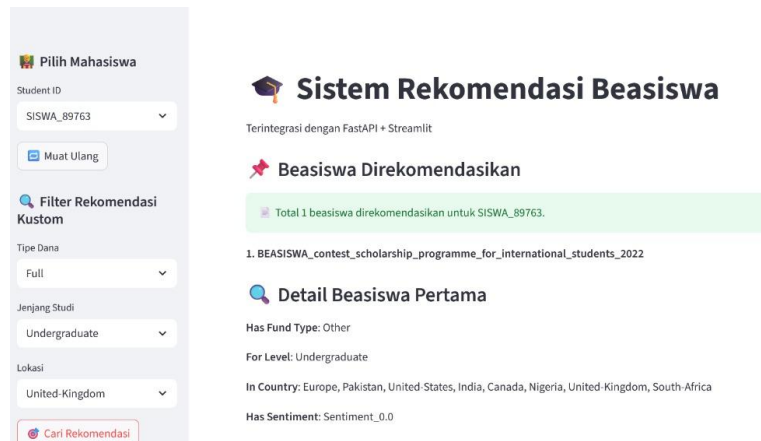 Pilih Mahasiswa
Student ID
SISWA_89763
Muat Ulang
Filter Rekomendasi
Kustom
Tipe Dana
Full
Jenjang Studi
Undergraduate
Lokasi
United-Kingdom
Cari Rekomendasi
Sistem Rekomendasi Beasiswa
Terintegrasi dengan FastAPI + Streamlit
Beasiswa Direkomendasikan
Total 1 beasiswa direkomendasikan untuk SISWA_89763.
1. BEASISWA_contest_scholarship_programme_for_international_students_2022
Detail Beasiswa Pertama
Has Fund Type: Other
For Level: Undergraduate
In Country: Europe, Pakistan, United-States, India, Canada, Nigeria, United-Kingdom, South-Africa
Has Sentiment: Sentiment_0.0